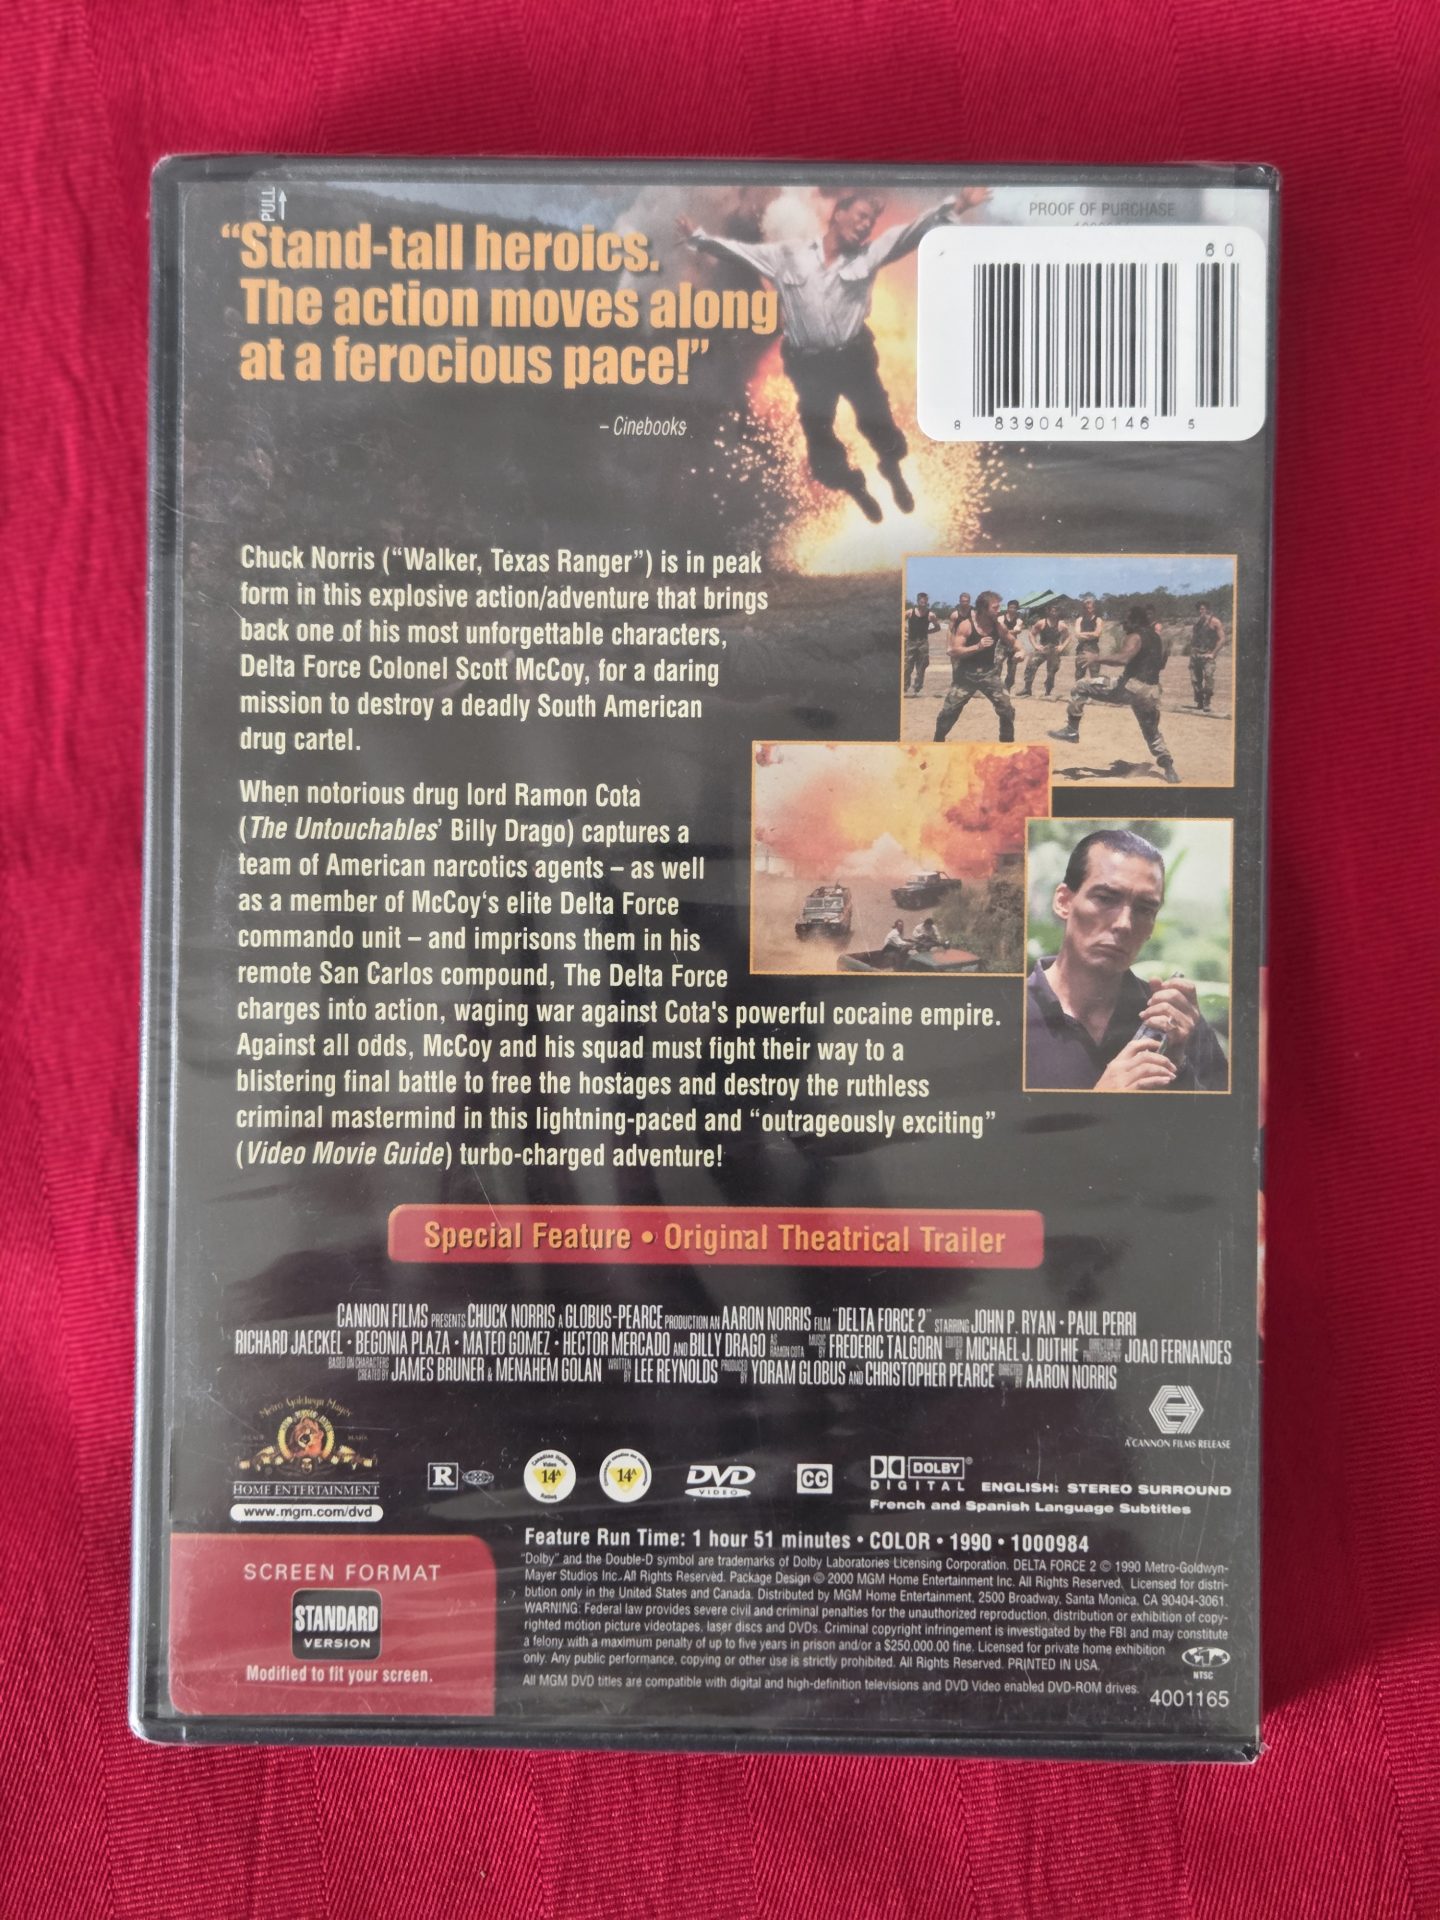 PULL
PROOF OF PURCHASE
60
8 83904 20146 5
“Stand-tall heroics.
The action moves along
at a ferocious pace!”
– Cinebooks
Chuck Norris (“Walker, Texas Ranger”) is in peak
form in this explosive action/adventure that brings
back one of his most unforgettable characters,
Delta Force Colonel Scott McCoy, for a daring
mission to destroy a deadly South American
drug cartel.
When notorious drug lord Ramon Cota
(The Untouchables’ Billy Drago) captures a
team of American narcotics agents – as well
as a member of McCoy‘s elite Delta Force
commando unit – and imprisons them in his
remote San Carlos compound, The Delta Force
charges into action, waging war against Cota's powerful cocaine empire.
Against all odds, McCoy and his squad must fight their way to a
blistering final battle to free the hostages and destroy the ruthless
criminal mastermind in this lightning-paced and “outrageously exciting”
(Video Movie Guide) turbo-charged adventure!
Special Feature • Original Theatrical Trailer
CANNON FILMS PRESENTS CHUCK NORRIS A GLOBUS-PEARCE PRODUCTION AN AARON NORRIS FILM “DELTA FORCE 2” STARRING JOHN P. RYAN • PAUL PERRI
RICHARD JAECKEL • BEGONIA PLAZA • MATEO GOMEZ • HECTOR MERCADO AND BILLY DRAGO AS RAMON COTA MUSIC BY FREDERIC TALGORN EDITED BY MICHAEL J. DUTHIE DIRECTOR OF PHOTOGRAPHY JOAO FERNANDES
BASED ON CHARACTERS CREATED BY JAMES BRUNER & MENAHEM GOLAN WRITTEN BY LEE REYNOLDS PRODUCED BY YORAM GLOBUS AND CHRISTOPHER PEARCE DIRECTED BY AARON NORRIS
A CANNON FILMS RELEASE
Metro Goldwyn Mayer
HOME ENTERTAINMENT
www.mgm.com/dvd
R
Canadian Home Video 14A Rating
14A
DVD VIDEO
CC
DOLBY DIGITAL
ENGLISH: STEREO SURROUND
French and Spanish Language Subtitles
Feature Run Time: 1 hour 51 minutes • COLOR • 1990 • 1000984
“Dolby” and the Double-D symbol are trademarks of Dolby Laboratories Licensing Corporation. DELTA FORCE 2 © 1990 Metro-Goldwyn-
Mayer Studios Inc. All Rights Reserved. Package Design © 2000 MGM Home Entertainment Inc. All Rights Reserved. Licensed for distri-
bution only in the United States and Canada. Distributed by MGM Home Entertainment, 2500 Broadway, Santa Monica, CA 90404-3061.
WARNING: Federal law provides severe civil and criminal penalties for the unauthorized reproduction, distribution or exhibition of copy-
righted motion picture videotapes, laser discs and DVDs. Criminal copyright infringement is investigated by the FBI and may constitute
a felony with a maximum penalty of up to five years in prison and/or a $250,000.00 fine. Licensed for private home exhibition
only. Any public performance, copying or other use is strictly prohibited. All Rights Reserved. PRINTED IN USA.
All MGM DVD titles are compatible with digital and high-definition televisions and DVD Video enabled DVD-ROM drives.
NTSC
4001165
SCREEN FORMAT
STANDARD
VERSION
Modified to fit your screen.